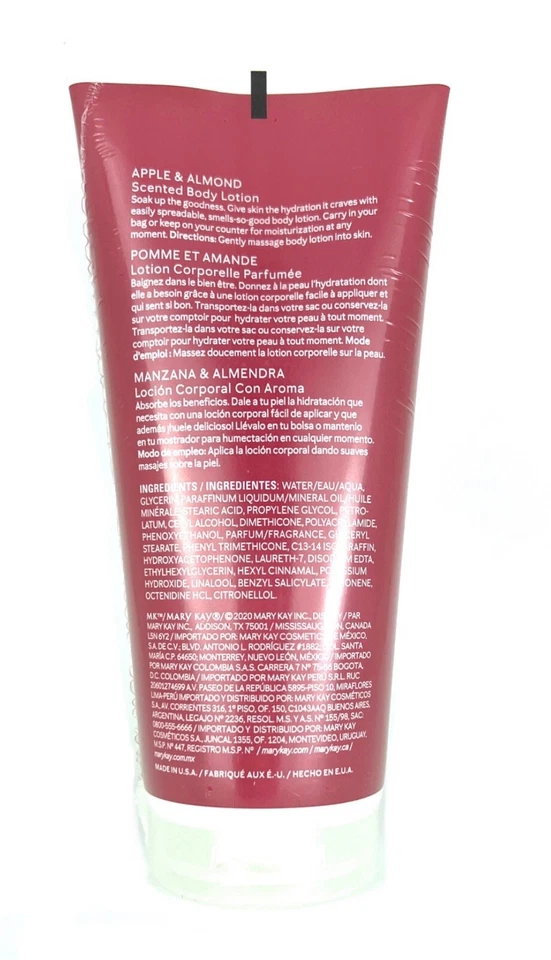 APPLE & ALMOND
Scented Body Lotion
Soak up the goodness. Give skin the hydration it craves with
easily spreadable, smells-so-good body lotion. Carry in your
bag or keep on your counter for moisturization at any
moment. Directions: Gently massage body lotion into skin.
POMME ET AMANDE
Lotion Corporelle Parfumée
Baignez dans le bien être. Donnez à la peau l'hydratation dont
elle a besoin grâce à une lotion corporelle facile à appliquer et
qui sent si bon. Transportez-la dans votre sac ou conservez-la
sur votre comptoir pour hydrater votre peau à tout moment.
Transportez-la dans votre sac ou conservez-la sur votre
comptoir pour hydrater votre peau à tout moment. Mode
d'emploi : Massez doucement la lotion corporelle sur la peau.
MANZANA & ALMENDRA
Loción Corporal Con Aroma
Absorbe los beneficios. Dale a tu piel la hidratación que
necesita con una loción corporal fácil de aplicar y que
además ¡huele delicioso! Llévalo en tu bolsa o mantenlo
en tu mostrador para humectación en cualquier momento.
Modo de empleo: Aplica la loción corporal dando suaves
masajes sobre la piel.
INGREDIENTS / INGREDIENTES: WATER/EAU/AQUA,
GLYCERIN, PARAFFINUM LIQUIDUM/MINERAL OIL/HUILE
MINÉRALE, STEARIC ACID, PROPYLENE GLYCOL, PETRO-
LATUM, CETYL ALCOHOL, DIMETHICONE, POLYACRYLAMIDE,
PHENOXYETHANOL, PARFUM/FRAGRANCE, GLYCERYL
STEARATE, PHENYL TRIMETHICONE, C13-14 ISOPARAFFIN,
HYDROXYACETOPHENONE, LAURETH-7, DISODIUM EDTA,
ETHYLHEXYLGLYCERIN, HEXYL CINNAMAL, POTASSIUM
HYDROXIDE, LINALOOL, BENZYL SALICYLATE, LIMONENE,
OCTENIDINE HCL, CITRONELLOL.
MK™/MARY KAY®/©2020 MARY KAY INC., DIST. BY/PAR
MARY KAY INC., ADDISON, TX 75001 / MISSISSAUGA, ON, CANADA
L5N 6Y2 / IMPORTADO POR: MARY KAY COSMETICS DE MÉXICO,
S.A. DE C.V.; BLVD. ANTONIO L. RODRÍGUEZ #1882, COL. SANTA
MARÍA C.P. 64650; MONTERREY, NUEVO LEÓN, MÉXICO / IMPORTADO
POR MARY KAY COLOMBIA S.A.S. CARRERA 7 N° 75-66 BOGOTA,
D.C. COLOMBIA / IMPORTADO POR MARY KAY PERÚ S.R.L RUC
20601274699 A.V. PASEO DE LA REPÚBLICA 5895-PISO 10, MIRAFLORES
LIMA-PERÚ IMPORTADO Y DISTRIBUIDO POR: MARY KAY COSMÉTICOS
S.A., AV. CORRIENTES 316, 1° PISO, OF. 150, C1043AAQ BUENOS AIRES,
ARGENTINA, LEGAJO N° 2236, RESOL. M.S. Y A.S. N° 155/98, SAC:
0800-555-6666 / IMPORTADO Y DISTRIBUIDO POR: MARY KAY
COSMÉTICOS S.A., JUNCAL 1355, OF. 1204, MONTEVIDEO, URUGUAY.
M.S.P. N° 447, REGISTRO M.S.P. N° / marykay.com / marykay.ca /
marykay.com.mx
MADE IN U.S.A. / FABRIQUÉ AUX É.-U. / HECHO EN E.U.A.